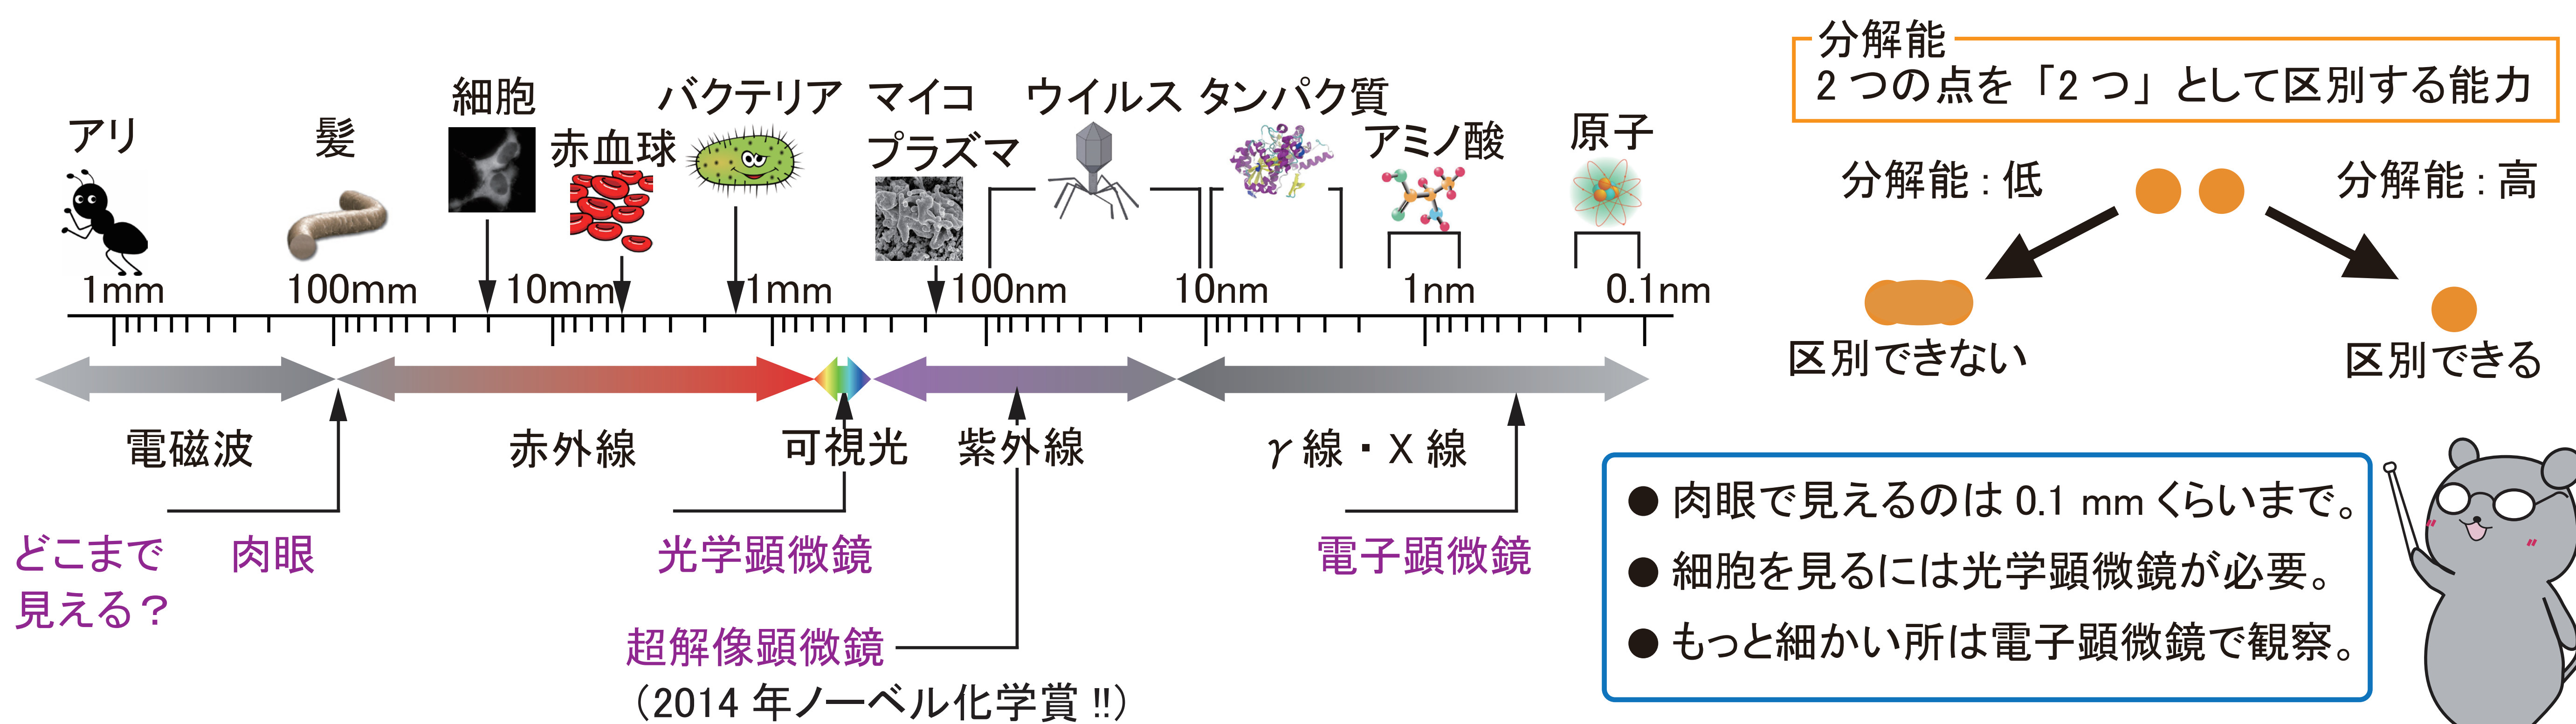 アリ
髪
細胞
赤血球
バクテリア
マイコ
プラズマ
ウイルス
タンパク質
アミノ酸
原子
1mm
100mm
10mm
1mm
100nm
10nm
1nm
0.1nm
電磁波
赤外線
可視光
紫外線
γ線・X線
どこまで
見える？
肉眼
光学顕微鏡
電子顕微鏡
超解像顕微鏡
（2014 年ノーベル化学賞 !!）
分解能
2 つの点を「2 つ」として区別する能力
分解能：低
分解能：高
区別できない
区別できる
● 肉眼で見えるのは 0.1 mm くらいまで。
● 細胞を見るには光学顕微鏡が必要。
● もっと細かい所は電子顕微鏡で観察。